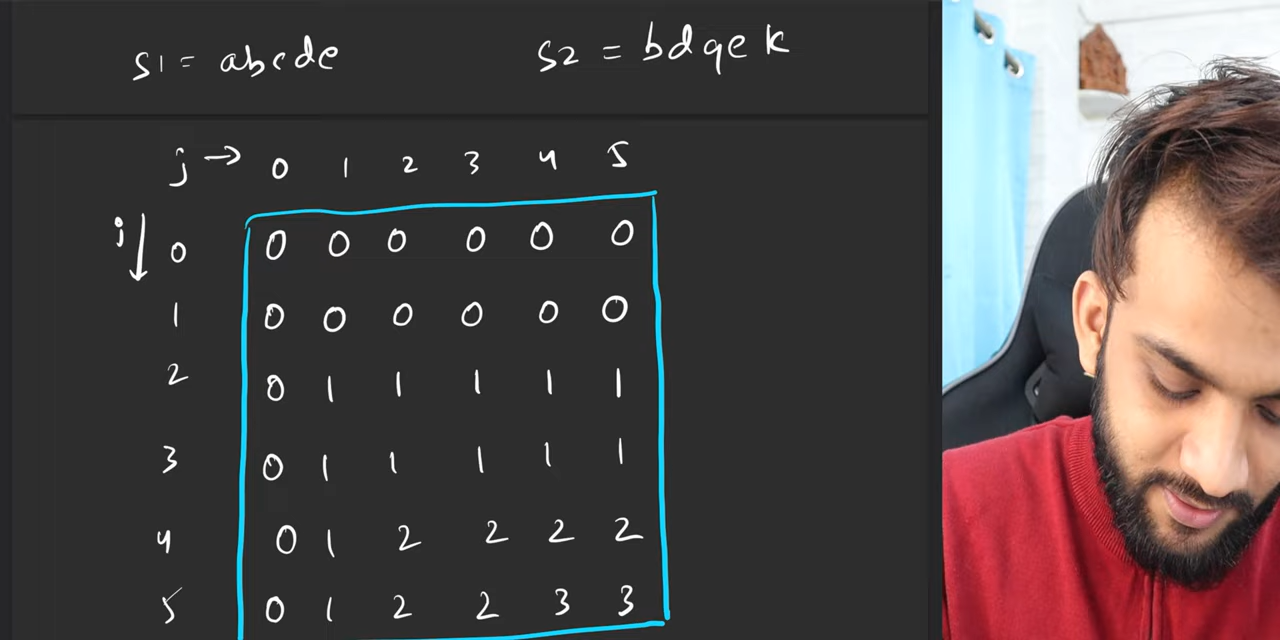 S1 = abcde S2 = bdqek
j → 0 1 2 3 4 5
i ↓ 0 0 0 0 0 0 0
1 0 0 0 0 0 0
2 0 1 1 1 1 1
3 0 1 1 1 1 1
4 0 1 2 2 2 2
5 0 1 2 2 3 3